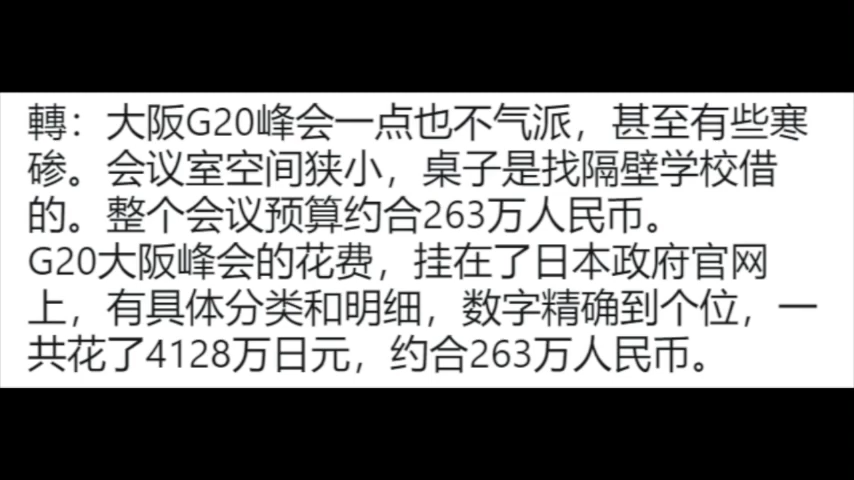 轉：大阪G20峰会一点也不气派，甚至有些寒
碜。会议室空间狭小，桌子是找隔壁学校借
的。整个会议预算约合263万人民币。
G20大阪峰会的花费，挂在了日本政府官网
上，有具体分类和明细，数字精确到个位，一
共花了4128万日元，约合263万人民币。